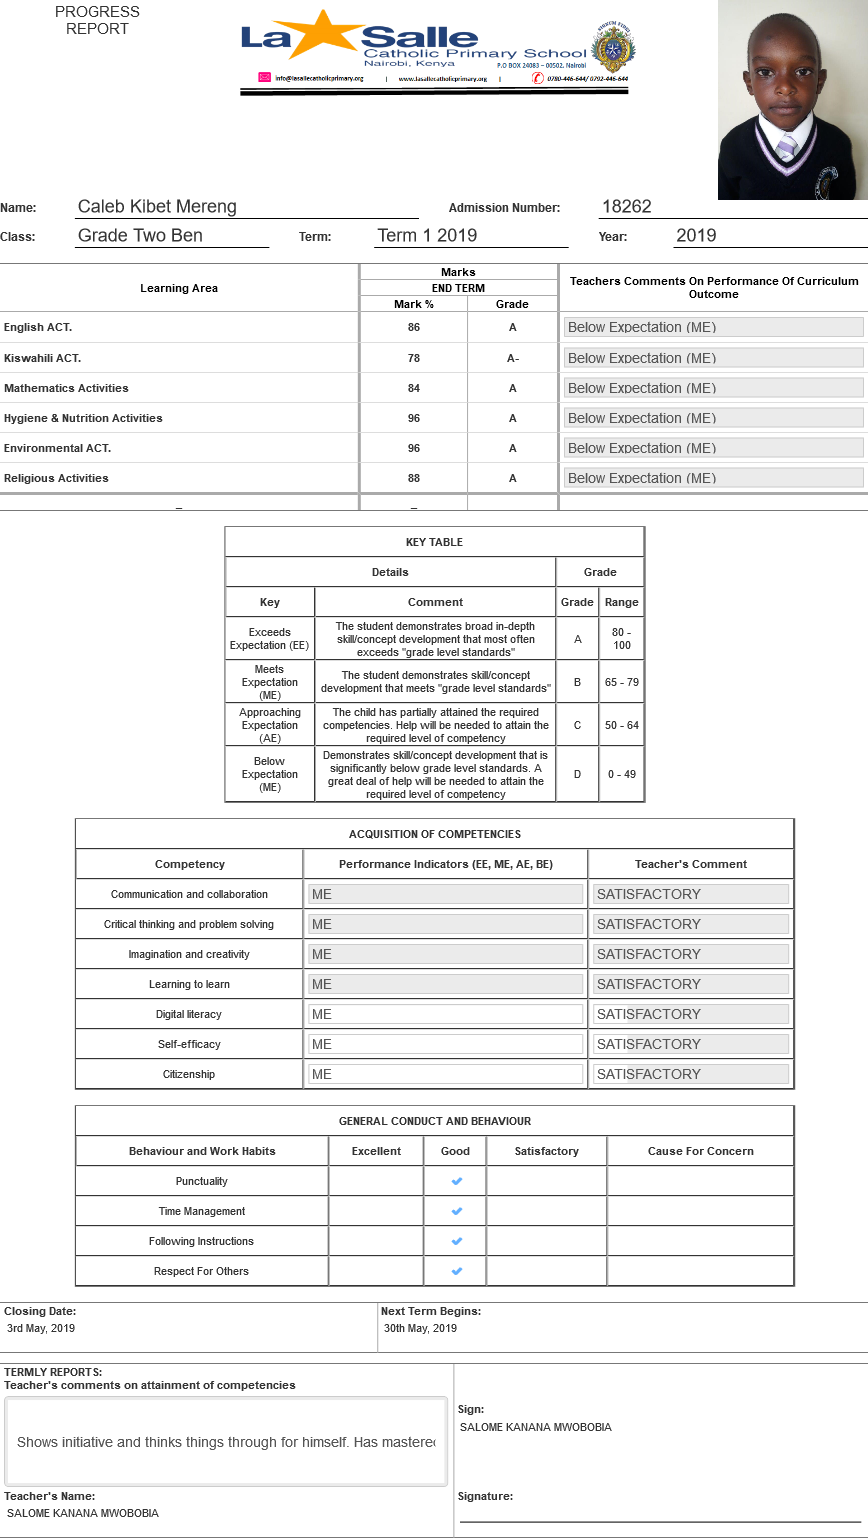 PROGRESS
REPORT
La Salle
Catholic Primary School
Nairobi, Kenya
P.O BOX 24083 – 00502, Nairobi
info@lasallecatholicprimary.org | www.lasallecatholicprimary.org | 0780-446-644/ 0792-446-644
Name: Caleb Kibet Mereng Admission Number: 18262
Class: Grade Two Ben Term: Term 1 2019 Year: 2019
Learning Area
Marks
END TERM
Mark % Grade
Teachers Comments On Performance Of Curriculum
Outcome
English ACT. 86 A Below Expectation (ME)
Kiswahili ACT. 78 A- Below Expectation (ME)
Mathematics Activities 84 A Below Expectation (ME)
Hygiene & Nutrition Activities 96 A Below Expectation (ME)
Environmental ACT. 96 A Below Expectation (ME)
Religious Activities 88 A Below Expectation (ME)
_ _
KEY TABLE
Details Grade
Key Comment Grade Range
Exceeds
Expectation (EE)
The student demonstrates broad in-depth
skill/concept development that most often
exceeds "grade level standards"
A
80 -
100
Meets
Expectation
(ME)
The student demonstrates skill/concept
development that meets "grade level standards"
B
65 - 79
Approaching
Expectation
(AE)
The child has partially attained the required
competencies. Help will be needed to attain the
required level of competency
C
50 - 64
Below
Expectation
(ME)
Demonstrates skill/concept development that is
significantly below grade level standards. A
great deal of help will be needed to attain the
required level of competency
D
0 - 49
ACQUISITION OF COMPETENCIES
Competency Performance Indicators (EE, ME, AE, BE) Teacher's Comment
Communication and collaboration ME SATISFACTORY
Critical thinking and problem solving ME SATISFACTORY
Imagination and creativity ME SATISFACTORY
Learning to learn ME SATISFACTORY
Digital literacy ME SATISFACTORY
Self-efficacy ME SATISFACTORY
Citizenship ME SATISFACTORY
GENERAL CONDUCT AND BEHAVIOUR
Behaviour and Work Habits Excellent Good Satisfactory Cause For Concern
Punctuality
Time Management
Following Instructions
Respect For Others
Closing Date: Next Term Begins:
3rd May, 2019 30th May, 2019
TERMLY REPORTS:
Teacher's comments on attainment of competencies
Shows initiative and thinks things through for himself. Has mastered
Sign:
SALOME KANANA MWOBOBIA
Teacher's Name: Signature:
SALOME KANANA MWOBOBIA